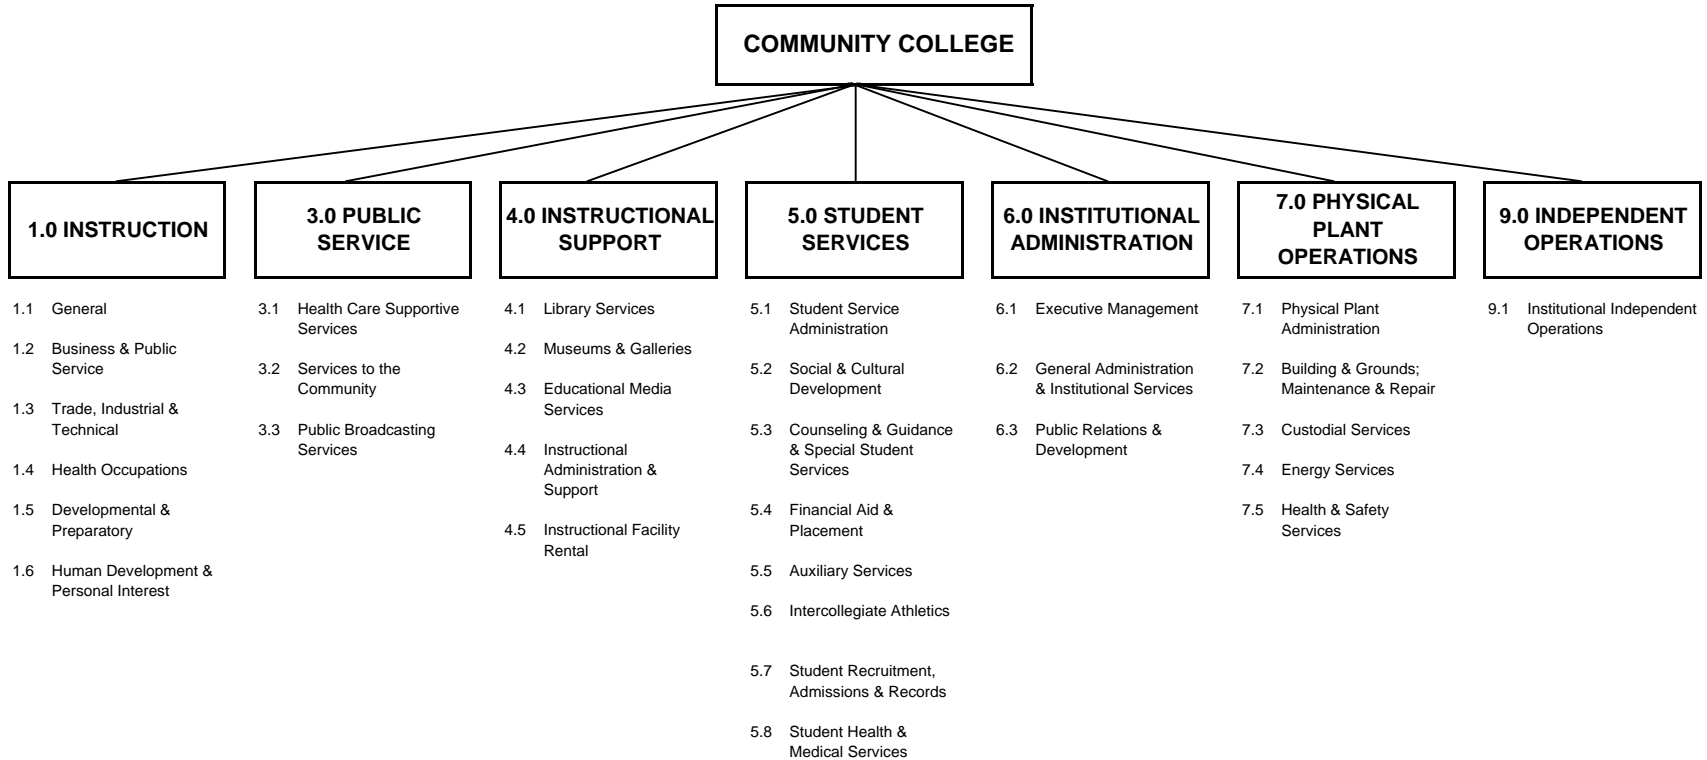 COMMUNITY COLLEGE
1.0 INSTRUCTION
1.1 General
1.2 Business & Public
Service
1.3 Trade, Industrial &
Technical
1.4 Health Occupations
1.5 Developmental &
Preparatory
1.6 Human Development &
Personal Interest
3.0 PUBLIC
SERVICE
3.1 Health Care Supportive
Services
3.2 Services to the
Community
3.3 Public Broadcasting
Services
4.0 INSTRUCTIONAL
SUPPORT
4.1 Library Services
4.2 Museums & Galleries
4.3 Educational Media
Services
4.4 Instructional
Administration &
Support
4.5 Instructional Facility
Rental
5.0 STUDENT
SERVICES
5.1 Student Service
Administration
5.2 Social & Cultural
Development
5.3 Counseling & Guidance
& Special Student
Services
5.4 Financial Aid &
Placement
5.5 Auxiliary Services
5.6 Intercollegiate Athletics
5.7 Student Recruitment,
Admissions & Records
5.8 Student Health &
Medical Services
6.0 INSTITUTIONAL
ADMINISTRATION
6.1 Executive Management
6.2 General Administration
& Institutional Services
6.3 Public Relations &
Development
7.0 PHYSICAL
PLANT
OPERATIONS
7.1 Physical Plant
Administration
7.2 Building & Grounds;
Maintenance & Repair
7.3 Custodial Services
7.4 Energy Services
7.5 Health & Safety
Services
9.0 INDEPENDENT
OPERATIONS
9.1 Institutional Independent
Operations